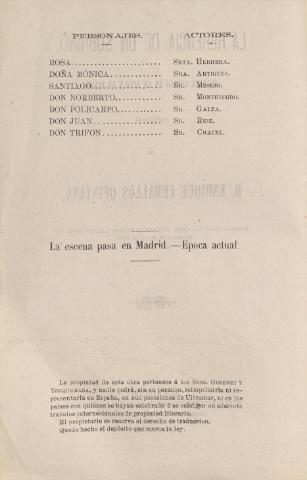 PERSONAJES. ACTORES.
ROSA SRTA. HERRERA.
DOÑA MÓNICA SRA. ARTIGUES.
SANTIAGO SR. MESEJO.
DON NORBERTO SR. MONTENEGRO.
DON POLICARPO SR. GALZA.
DON JUAN SR. RUIZ.
DON TRIFON SR. CHACEL.
La escena pasa en Madrid.—Epoca actual.
La propiedad de esta obra pertenece á los Sres. GIMENEZ Y
TORQUEMADA, y nadie podrá, sin su permiso, reimprimirla ni re-
presentarla en España, en sus posesiones de Ultramar, ni en los
paises con quienes se hayan celebrado ó se celebren en adelante
tratados internacionales de propiedad literaria.
El propietario se reserva el derecho de traduccion.
Queda hecho el depósito que marca la ley.